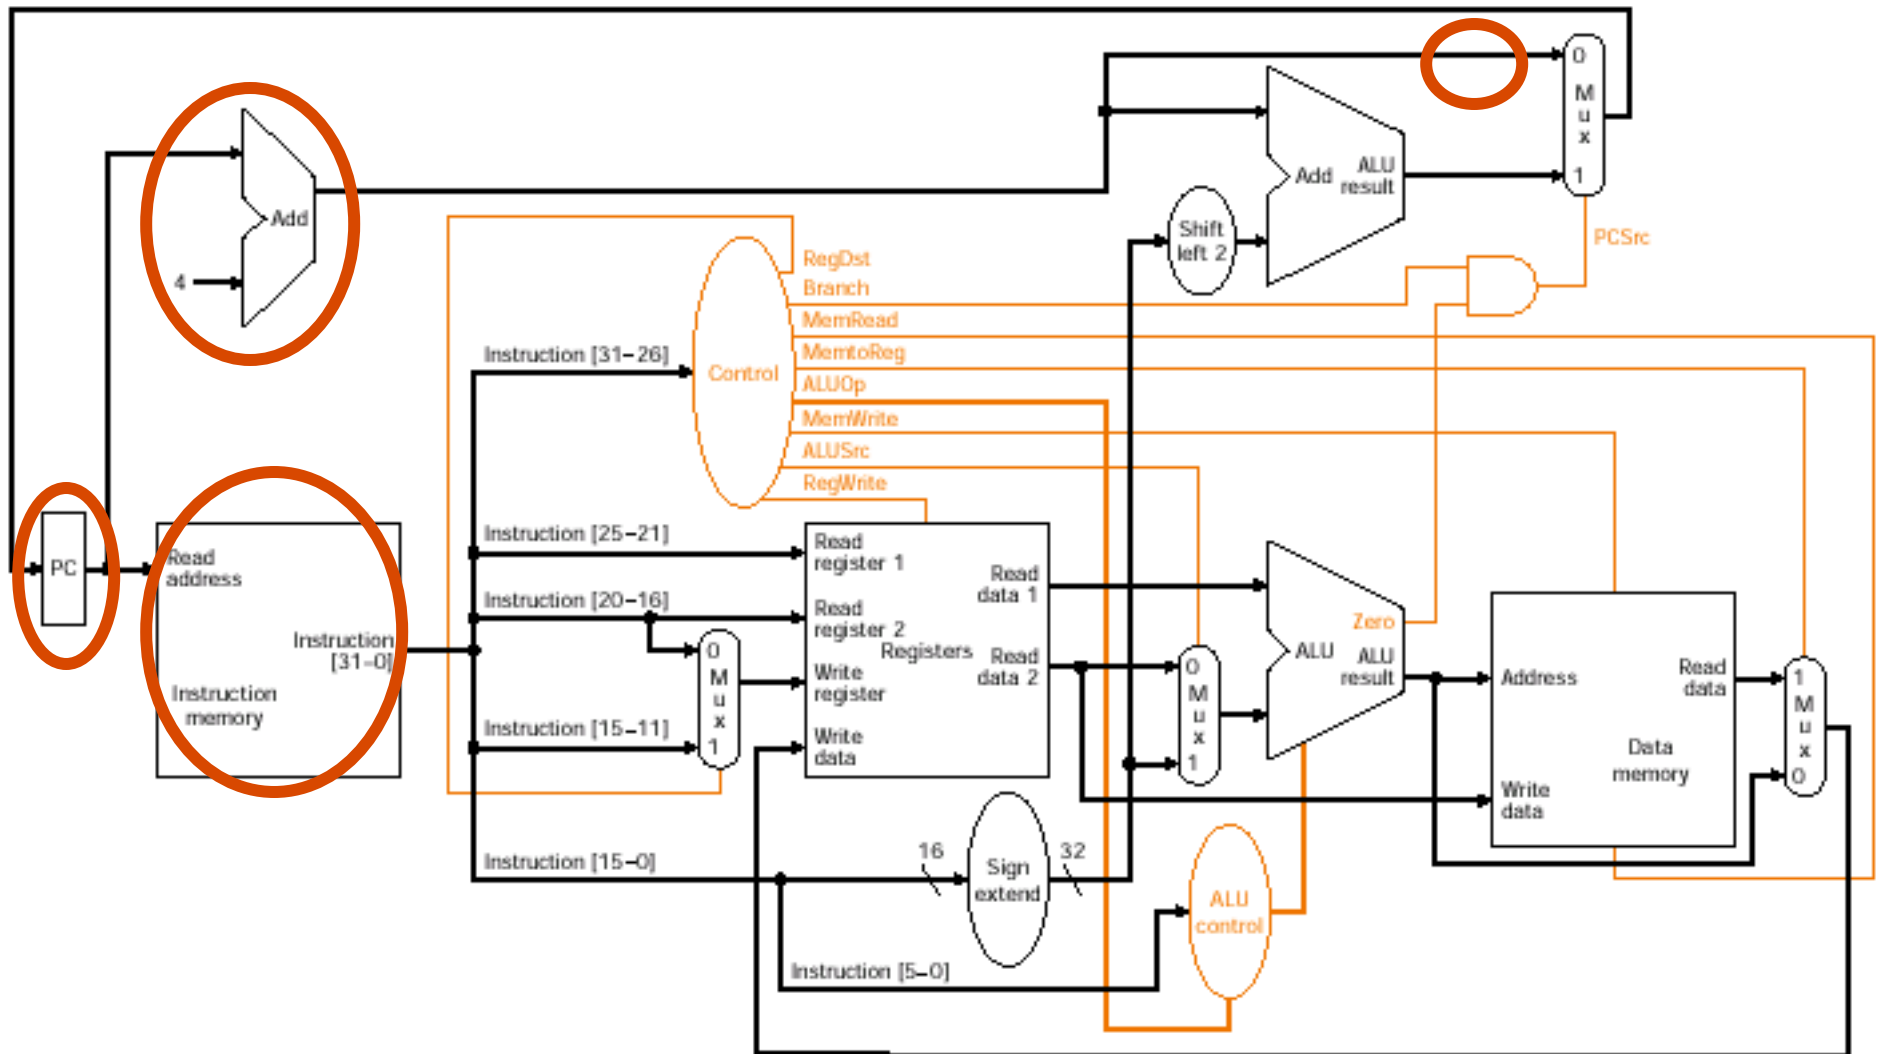 0
M
u
x
1
Add
ALU
result
Add
4
Shift
left 2
PCSrc
RegDst
Branch
MemRead
MemtoReg
ALUOp
MemWrite
ALUSrc
RegWrite
Control
Instruction [31–26]
PC
Read
address
Instruction
[31–0]
Instruction
memory
Instruction [25–21]
Instruction [20–16]
Instruction [15–11]
Instruction [15–0]
Instruction [5–0]
0
M
u
x
1
Read
register 1
Read
register 2
Write
register
Write
data
Registers
Read
data 1
Read
data 2
0
M
u
x
1
Zero
ALU
ALU
result
Address
Write
data
Read
data
Data
memory
1
M
u
x
0
16
Sign
extend
32
ALU
control